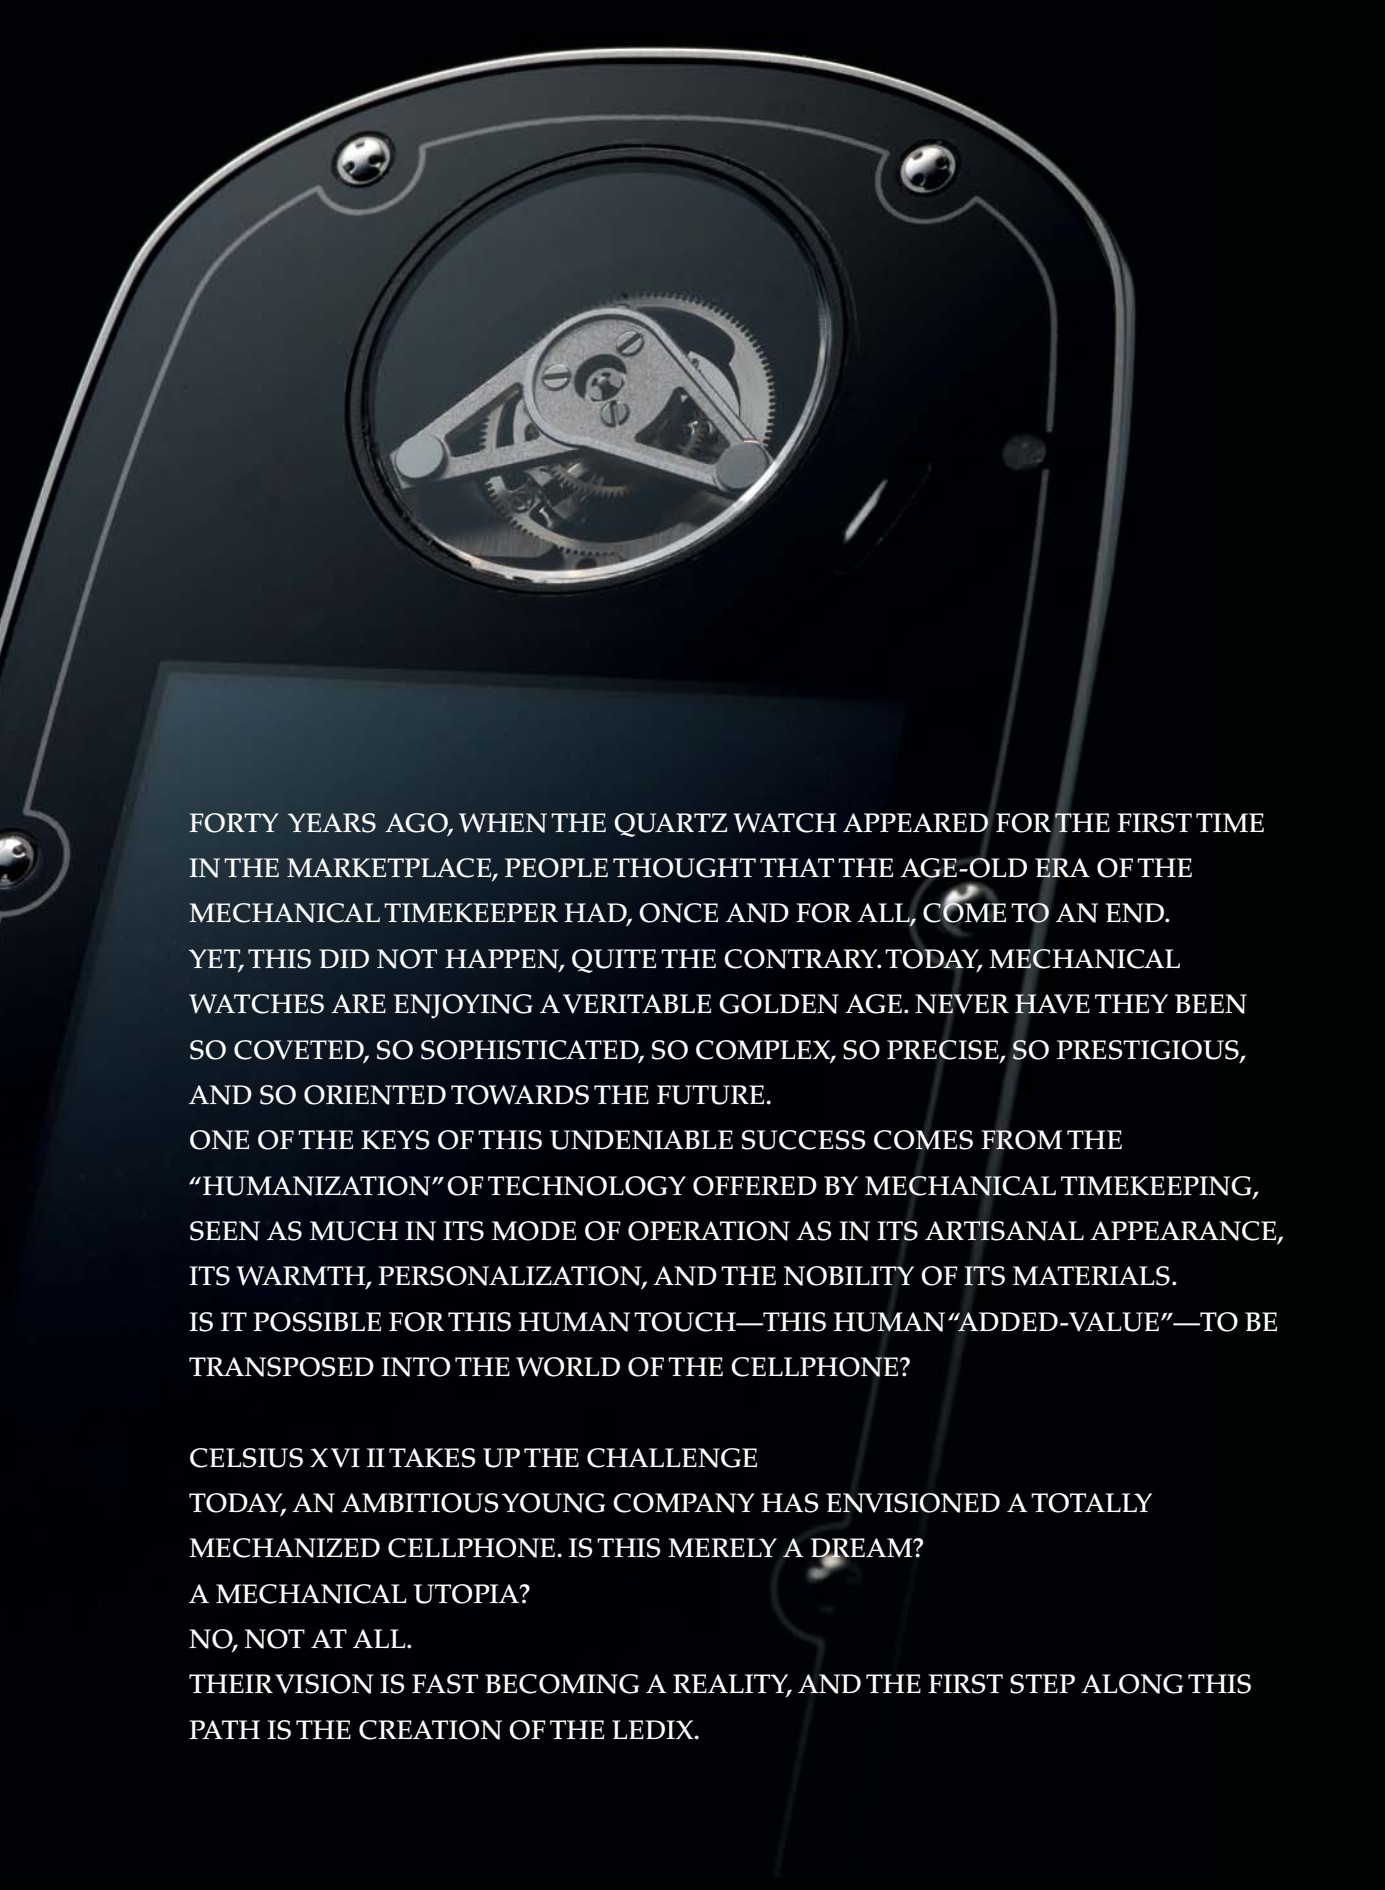 FORTY YEARS AGO, WHEN THE QUARTZ WATCH APPEARED FOR THE FIRST TIME
IN THE MARKETPLACE, PEOPLE THOUGHT THAT THE AGE-OLD ERA OF THE
MECHANICAL TIMEKEEPER HAD, ONCE AND FOR ALL, COME TO AN END.
YET, THIS DID NOT HAPPEN, QUITE THE CONTRARY. TODAY, MECHANICAL
WATCHES ARE ENJOYING A VERITABLE GOLDEN AGE. NEVER HAVE THEY BEEN
SO COVETED, SO SOPHISTICATED, SO COMPLEX, SO PRECISE, SO PRESTIGIOUS,
AND SO ORIENTED TOWARDS THE FUTURE.
ONE OF THE KEYS OF THIS UNDENIABLE SUCCESS COMES FROM THE
“HUMANIZATION” OF TECHNOLOGY OFFERED BY MECHANICAL TIMEKEEPING,
SEEN AS MUCH IN ITS MODE OF OPERATION AS IN ITS ARTISANAL APPEARANCE,
ITS WARMTH, PERSONALIZATION, AND THE NOBILITY OF ITS MATERIALS.
IS IT POSSIBLE FOR THIS HUMAN TOUCH—THIS HUMAN “ADDED-VALUE”—TO BE
TRANSPOSED INTO THE WORLD OF THE CELLPHONE?
CELSIUS X VI II TAKES UP THE CHALLENGE
TODAY, AN AMBITIOUS YOUNG COMPANY HAS ENVISIONED A TOTALLY
MECHANIZED CELLPHONE. IS THIS MERELY A DREAM?
A MECHANICAL UTOPIA?
NO, NOT AT ALL.
THEIR VISION IS FAST BECOMING A REALITY, AND THE FIRST STEP ALONG THIS
PATH IS THE CREATION OF THE LEDIX.